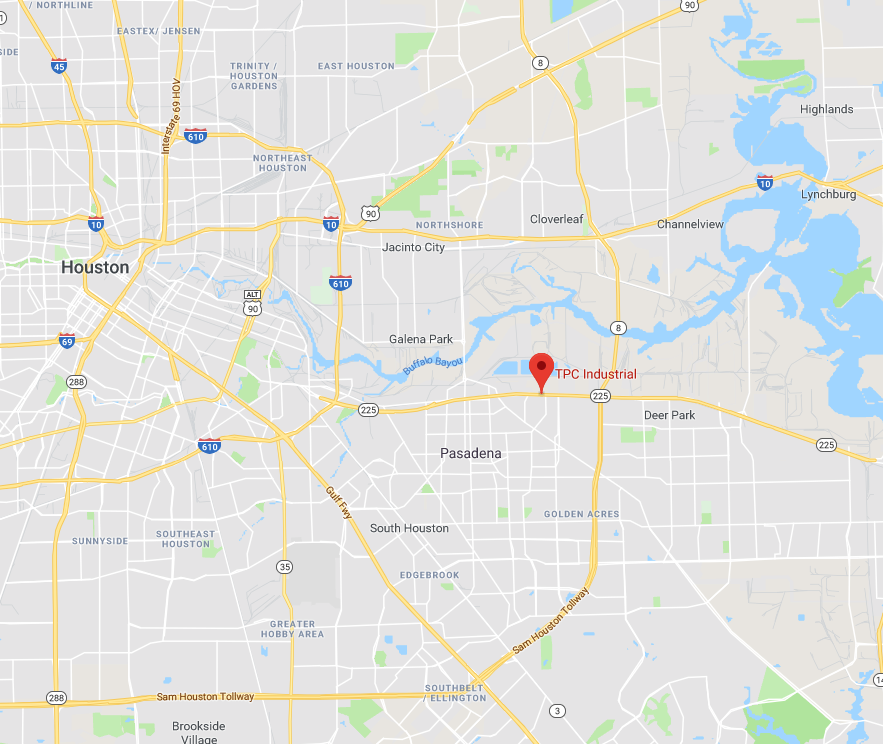 / NORTHLINE
90
EASTEX/ JENSEN
SIDE
45
8
TRINITY /
HOUSTON
GARDENS
EAST HOUSTON
Interstate 69 HOV
Highlands
610
NORTHEAST
HOUSTON
10
Lynchburg
90
10
10
NORTHSHORE
Cloverleaf
Channelview
Jacinto City
Houston
610
ALT
90
8
69
Galena Park
Buffalo Bayou
TPC Industrial
288
225
225
Deer Park
610
225
Pasadena
Gulf Fwy
GOLDEN ACRES
South Houston
SUNNYSIDE
SOUTHEAST
HOUSTON
35
EDGEBROOK
Sam Houston Tollway
GREATER
HOBBY AREA
288
Sam Houston Tollway
SOUTHBELT
/ ELLINGTON
3
Brookside
Village